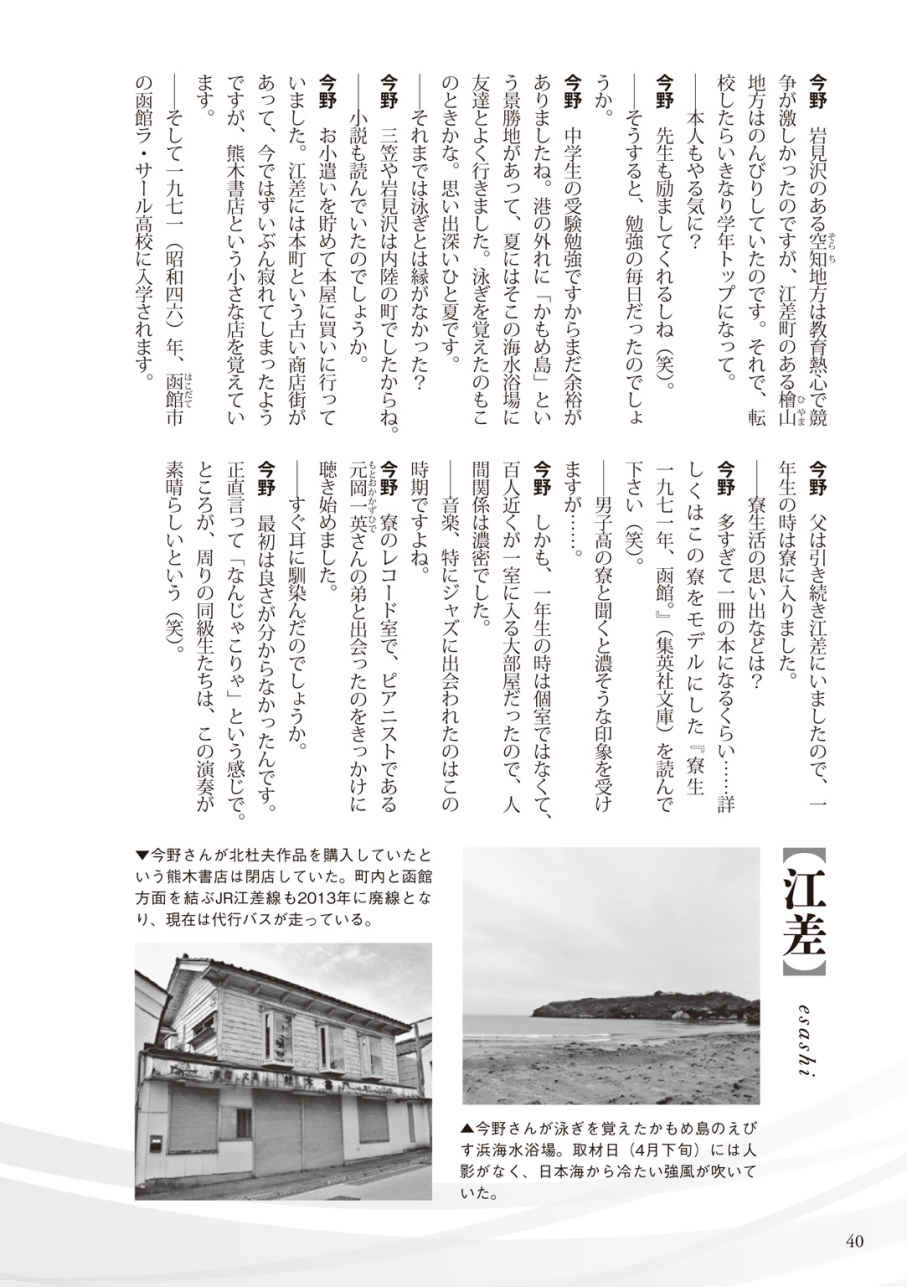 今野　岩見沢のある空知地方は教育熱心で競
争が激しかったのですが、江差町のある檜山
地方はのんびりしていたのです。それで、転
校したらいきなり学年トップになって。
――本人もやる気に？
今野　先生も励ましてくれるしね（笑）。
――そうすると、勉強の毎日だったのでしょ
うか。
今野　中学生の受験勉強ですからまだ余裕が
ありましたね。港の外れに「かもめ島」とい
う景勝地があって、夏にはそこの海水浴場に
友達とよく行きました。泳ぎを覚えたのもこ
のときかな。思い出深いひと夏です。
――それまでは泳ぎとは縁がなかった？
今野　三笠や岩見沢は内陸の町でしたからね。
――小説も読んでいたのでしょうか。
今野　お小遣いを貯めて本屋に買いに行って
いました。江差には本町という古い商店街が
あって、今ではずいぶん寂れてしまったよう
ですが、熊木書店という小さな店を覚えてい
ます。
――そして一九七一（昭和四六）年、函館市
の函館ラ・サール高校に入学されます。
今野　父は引き続き江差にいましたので、一
年生の時は寮に入りました。
――寮生活の思い出などは？
今野　多すぎて一冊の本になるくらい……詳
しくはこの寮をモデルにした『寮生
一九七一年、函館。』（集英社文庫）を読んで
下さい（笑）。
――男子高の寮と聞くと濃そうな印象を受け
ますが……。
今野　しかも、一年生の時は個室ではなくて、
百人近くが一室に入る大部屋だったので、人
間関係は濃密でした。
――音楽、特にジャズに出会われたのはこの
時期ですよね。
今野　寮のレコード室で、ピアニストである
元岡一英さんの弟と出会ったのをきっかけに
聴き始めました。
――すぐ耳に馴染んだのでしょうか。
今野　最初は良さが分からなかったんです。
正直言って「なんじゃこりゃ」という感じで。
ところが、周りの同級生たちは、この演奏が
素晴らしいという（笑）。
【江差】
esashi
▲今野さんが泳ぎを覚えたかもめ島のえび
す浜海水浴場。取材日（4月下旬）には人
影がなく、日本海から冷たい強風が吹いて
いた。
▼今野さんが北杜夫作品を購入していたと
いう熊木書店は閉店していた。町内と函館
方面を結ぶJR江差線も2013年に廃線とな
り、現在は代行バスが走っている。
40